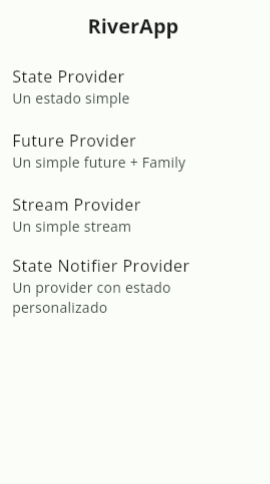 RiverApp
State Provider
Un estado simple
Future Provider
Un simple future + Family
Stream Provider
Un simple stream
State Notifier Provider
Un provider con estado
personalizado